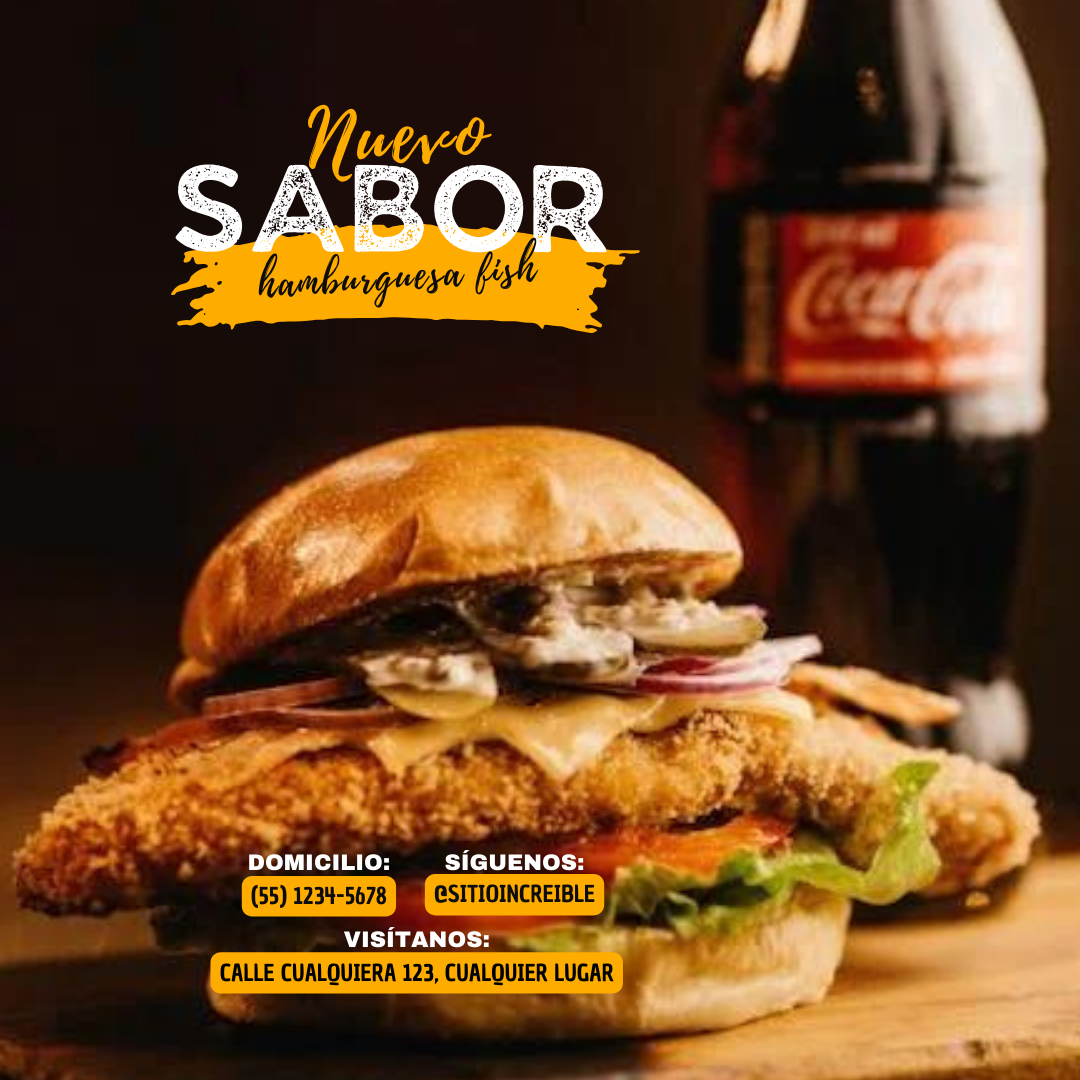 Nuevo
SABOR
hamburguesa fish
Coca-Cola
DOMICILIO:
(55) 1234-5678
SÍGUENOS:
@SITIOINCREIBLE
VISÍTANOS:
CALLE CUALQUIERA 123, CUALQUIER LUGAR